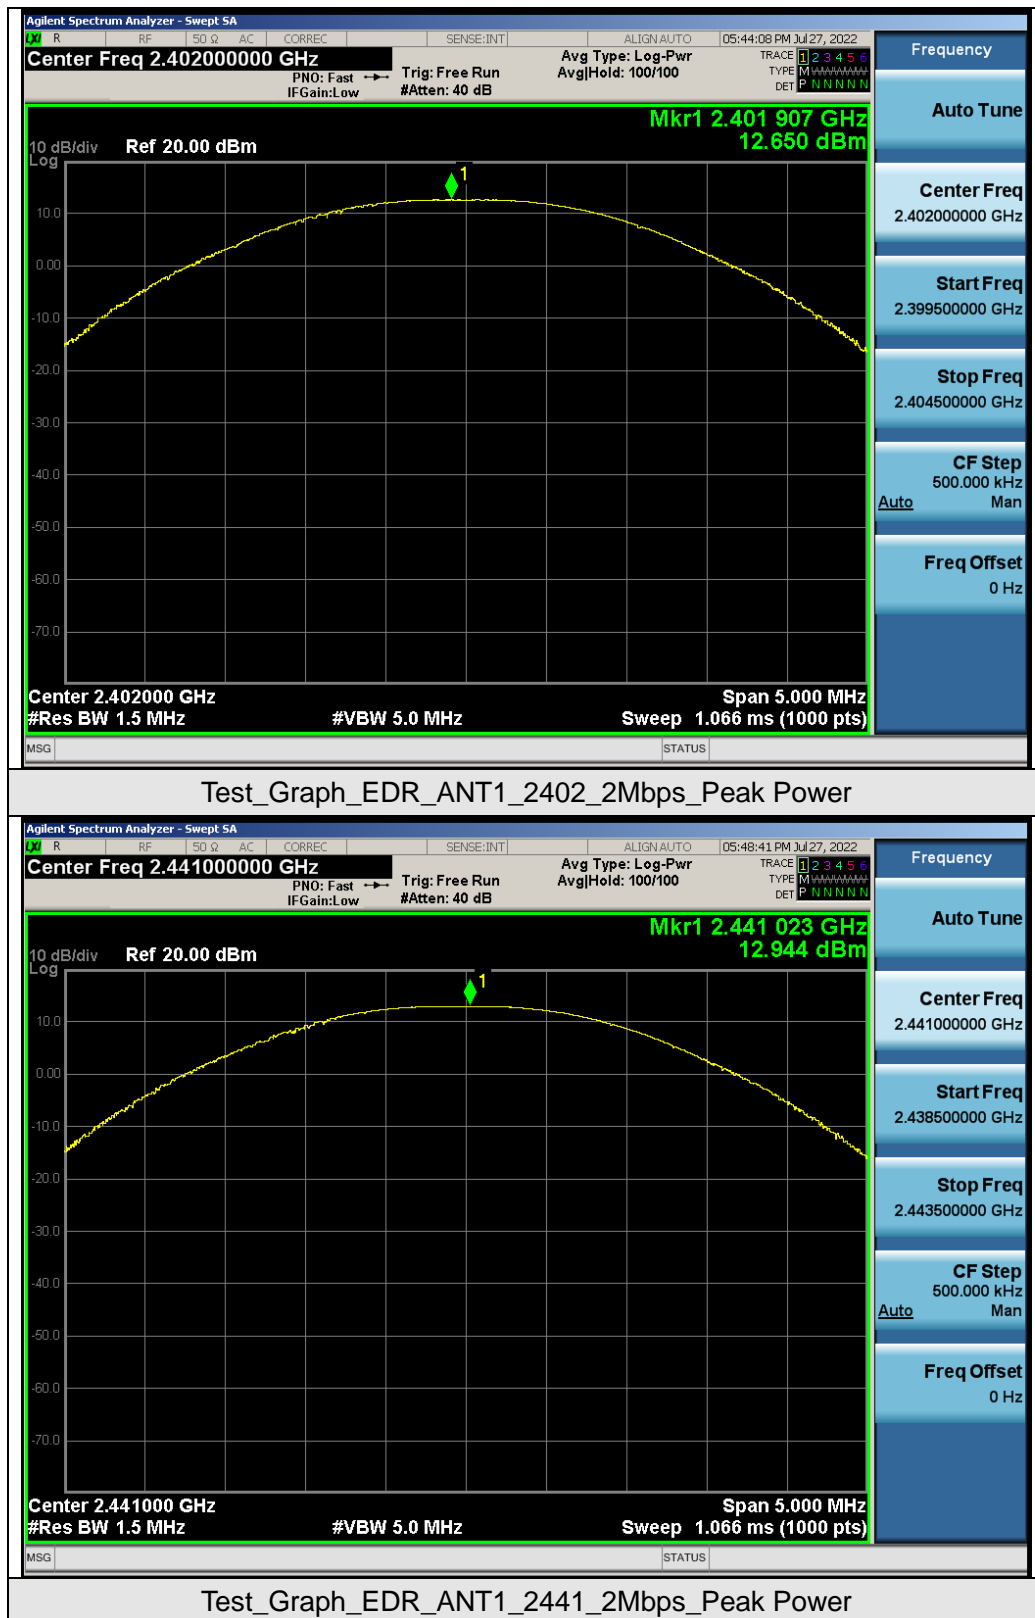 Agilent Spectrum Analyzer - Swept SA
LXI R RF 50 Ω AC CORREC SENSE:INT ALIGNAUTO 05:44:08 PM Jul 27, 2022
Center Freq 2.402000000 GHz
PNO: Fast
IFGain:Low
Trig: Free Run
#Atten: 40 dB
Avg Type: Log-Pwr
Avg|Hold: 100/100
TRACE 1 2 3 4 5 6
TYPE M
DET P N N N N N
Mkr1 2.401 907 GHz
12.650 dBm
10 dB/div Ref 20.00 dBm
Log
1
10.0
0.00
-10.0
-20.0
-30.0
-40.0
-50.0
-60.0
-70.0
Center 2.402000 GHz Span 5.000 MHz
#Res BW 1.5 MHz #VBW 5.0 MHz Sweep 1.066 ms (1000 pts)
MSG STATUS
Frequency
Auto Tune
Center Freq
2.402000000 GHz
Start Freq
2.399500000 GHz
Stop Freq
2.404500000 GHz
CF Step
500.000 kHz
Auto Man
Freq Offset
0 Hz
Test_Graph_EDR_ANT1_2402_2Mbps_Peak Power
Agilent Spectrum Analyzer - Swept SA
LXI R RF 50 Ω AC CORREC SENSE:INT ALIGNAUTO 05:48:41 PM Jul 27, 2022
Center Freq 2.441000000 GHz
PNO: Fast
IFGain:Low
Trig: Free Run
#Atten: 40 dB
Avg Type: Log-Pwr
Avg|Hold: 100/100
TRACE 1 2 3 4 5 6
TYPE M
DET P N N N N N
Mkr1 2.441 023 GHz
12.944 dBm
10 dB/div Ref 20.00 dBm
Log
1
10.0
0.00
-10.0
-20.0
-30.0
-40.0
-50.0
-60.0
-70.0
Center 2.441000 GHz Span 5.000 MHz
#Res BW 1.5 MHz #VBW 5.0 MHz Sweep 1.066 ms (1000 pts)
MSG STATUS
Frequency
Auto Tune
Center Freq
2.441000000 GHz
Start Freq
2.438500000 GHz
Stop Freq
2.443500000 GHz
CF Step
500.000 kHz
Auto Man
Freq Offset
0 Hz
Test_Graph_EDR_ANT1_2441_2Mbps_Peak Power